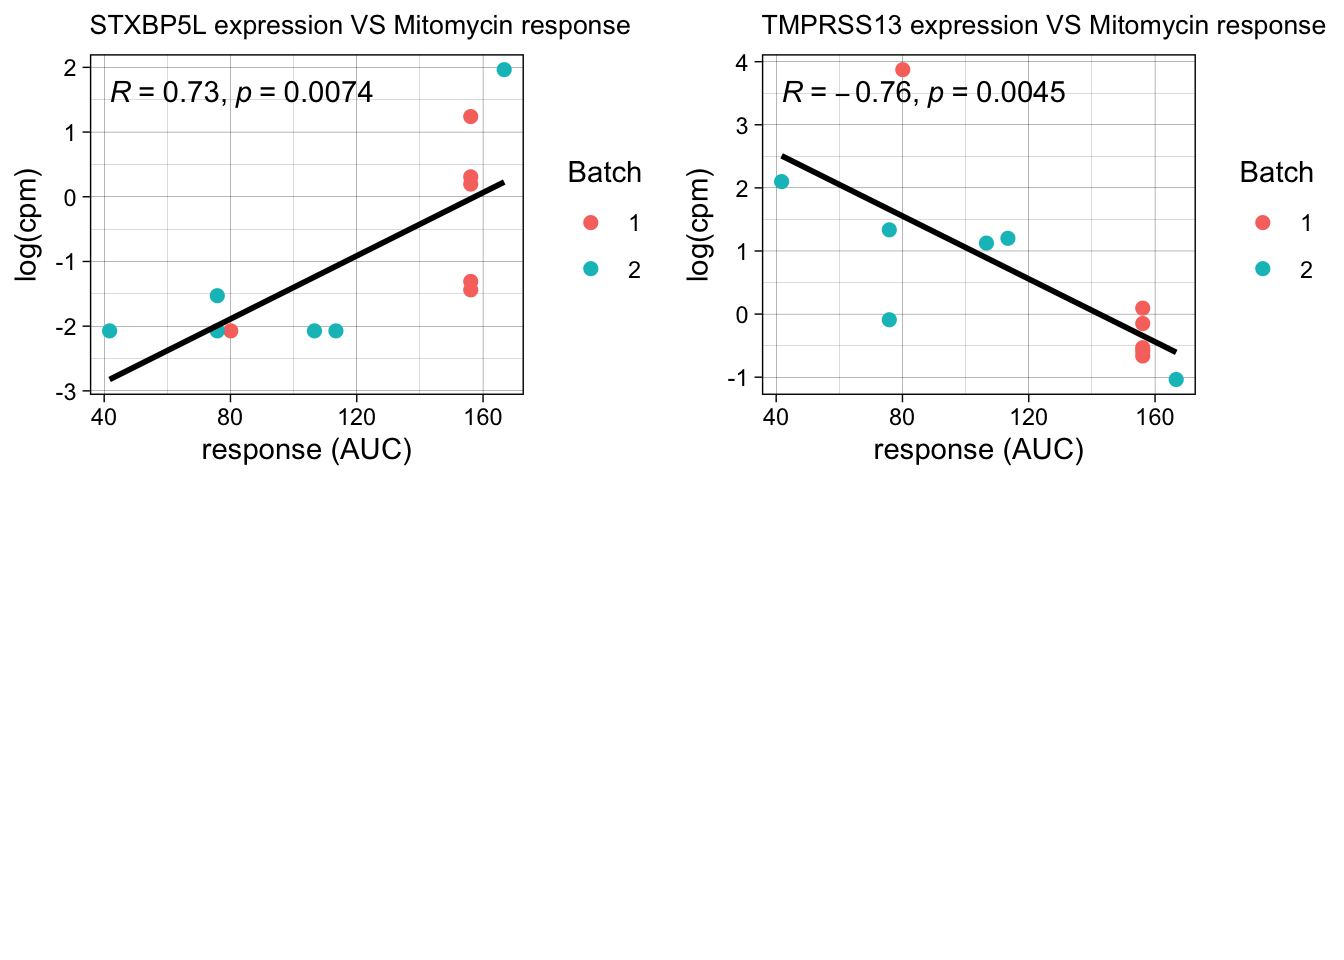 STXBP5L expression VS Mitomycin response
R = 0.73, p = 0.0074
log(cpm)
2
1
0
-1
-2
-3
40 80 120 160
response (AUC)
Batch
1
2
TMPRSS13 expression VS Mitomycin response
R = −0.76, p = 0.0045
log(cpm)
4
3
2
1
0
-1
40 80 120 160
response (AUC)
Batch
1
2